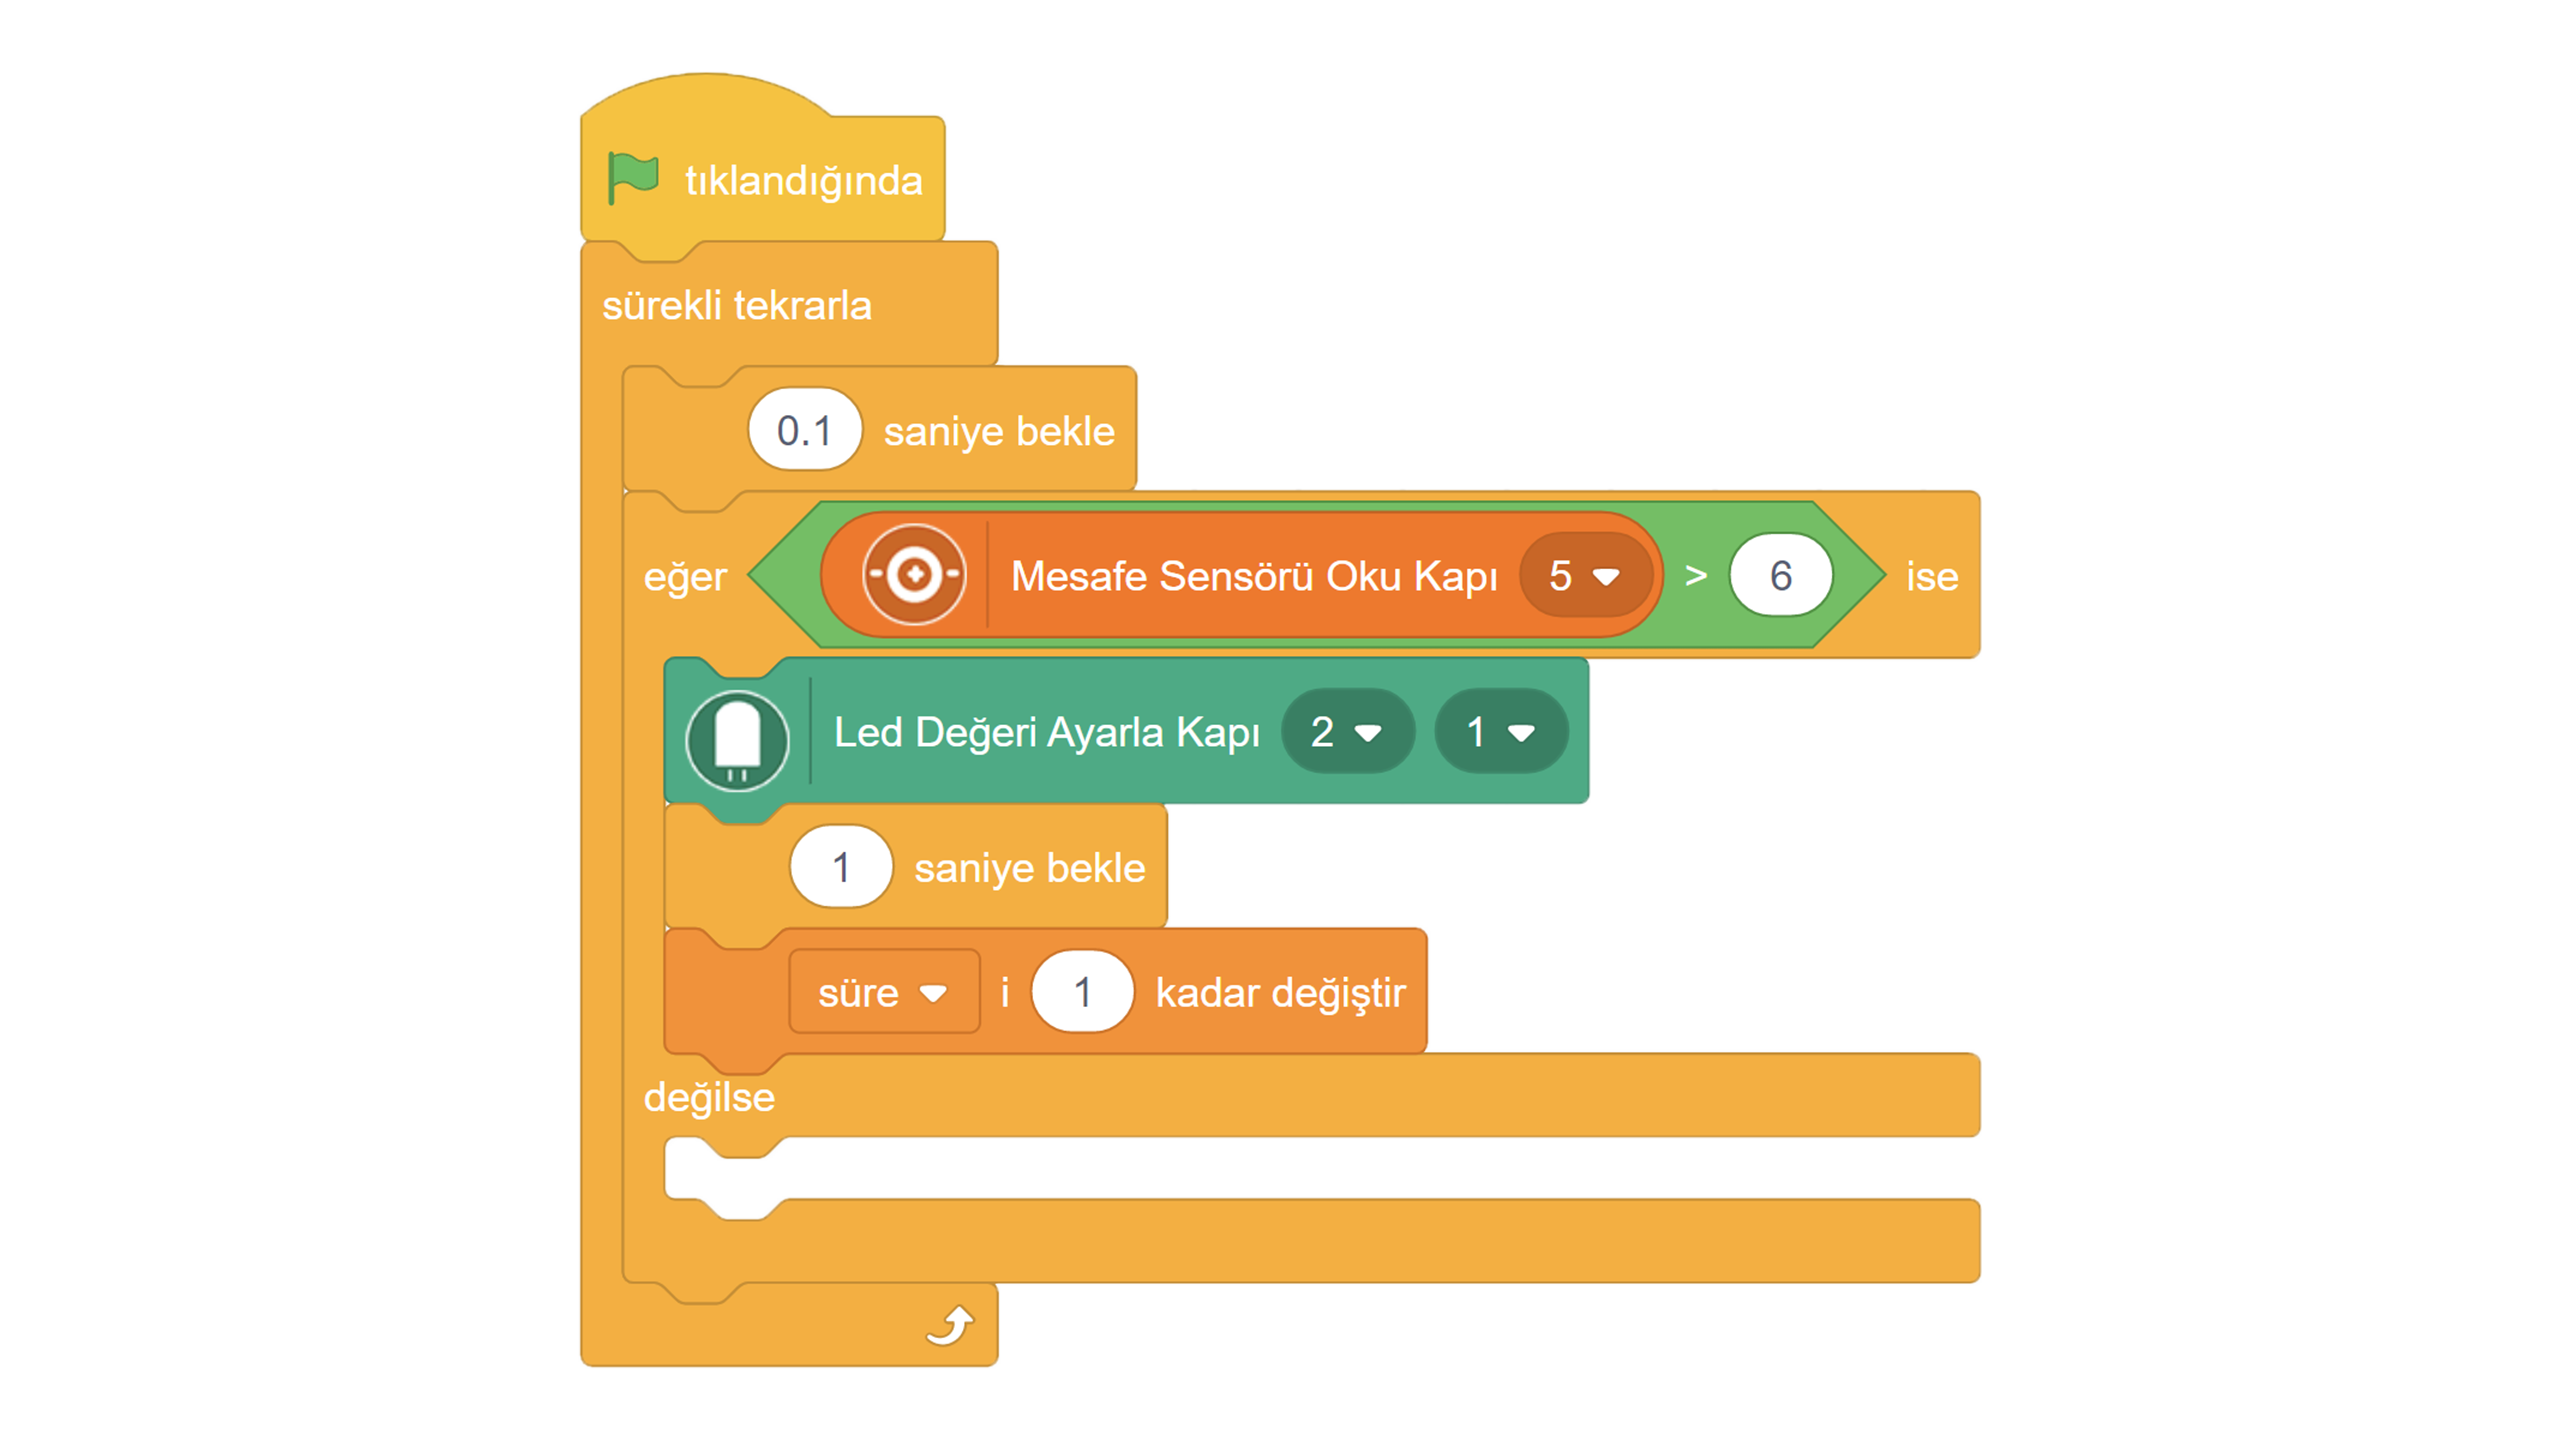 tıklandığında
sürekli tekrarla
0.1 saniye bekle
eğer Mesafe Sensörü Oku Kapı 5 > 6 ise
Led Değeri Ayarla Kapı 2 1
1 saniye bekle
süre i 1 kadar değiştir
değilse